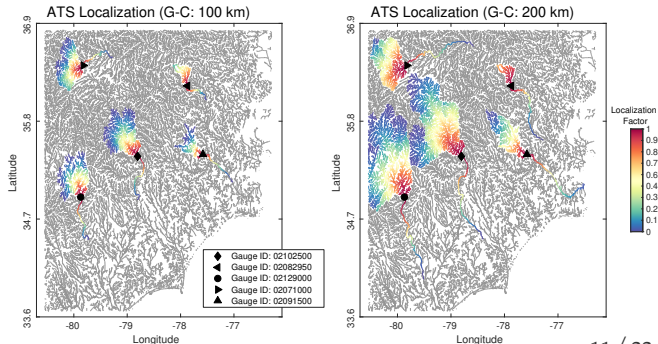 ATS Localization (G-C: 100 km)
ATS Localization (G-C: 200 km)
36.9
35.8
34.7
33.6
Latitude
-80
-79
-78
-77
Longitude
Gauge ID: 02102500
Gauge ID: 02082950
Gauge ID: 02129000
Gauge ID: 02071000
Gauge ID: 02091500
36.9
35.8
34.7
33.6
Latitude
-80
-79
-78
-77
Longitude
Localization
Factor
1
0.9
0.8
0.7
0.6
0.5
0.4
0.3
0.2
0.1
0